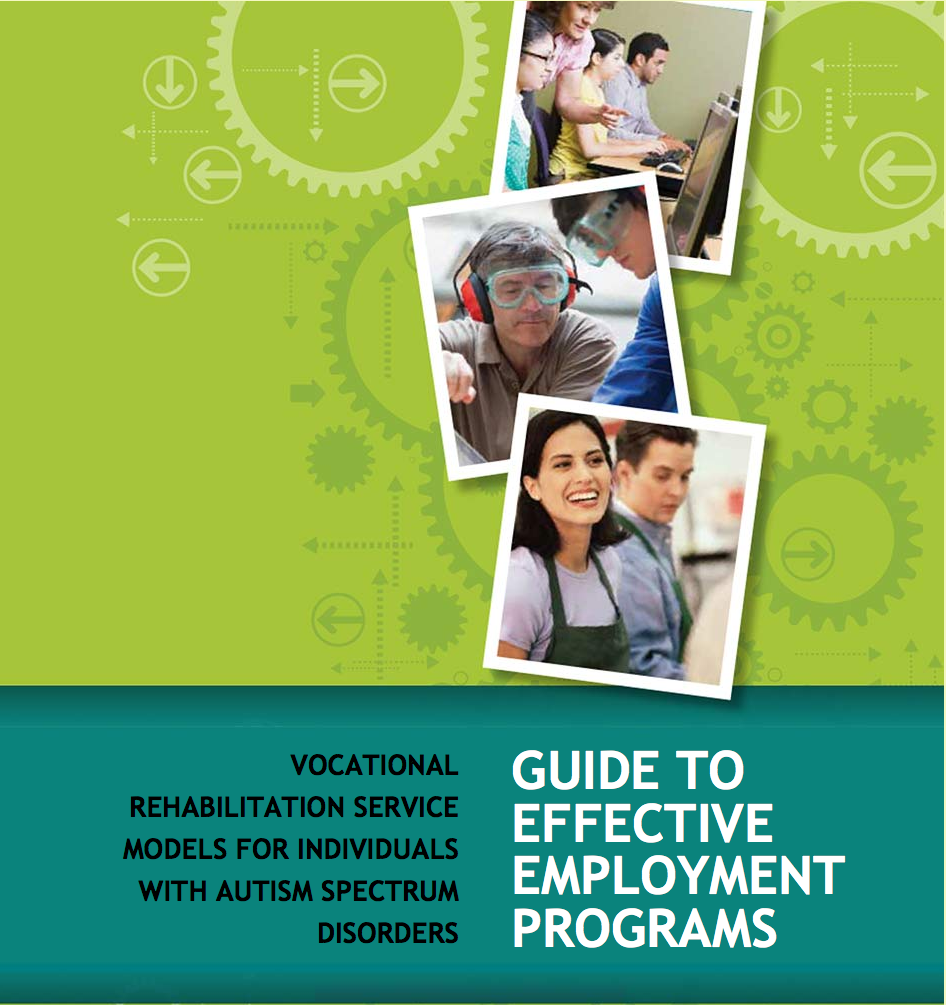 VOCATIONAL
REHABILITATION SERVICE
MODELS FOR INDIVIDUALS
WITH AUTISM SPECTRUM
DISORDERS
GUIDE TO
EFFECTIVE
EMPLOYMENT
PROGRAMS